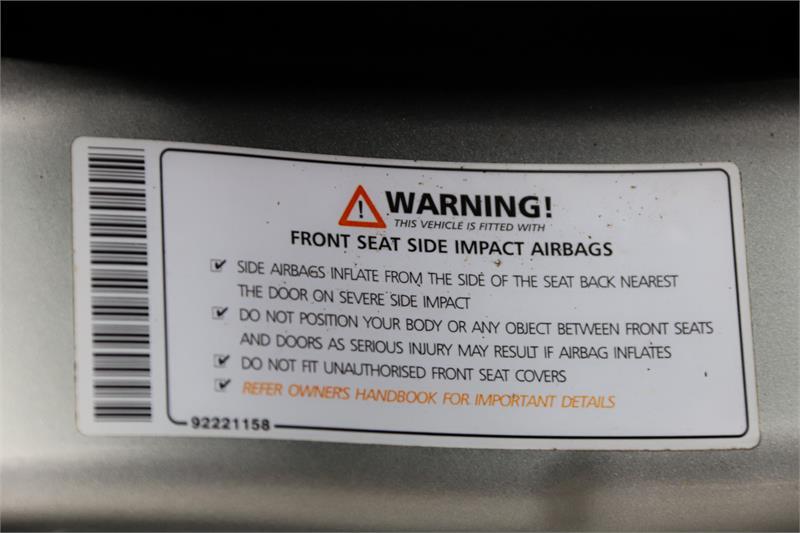 WARNING!
THIS VEHICLE IS FITTED WITH
FRONT SEAT SIDE IMPACT AIRBAGS
SIDE AIRBAGS INFLATE FROM THE SIDE OF THE SEAT BACK NEAREST
THE DOOR ON SEVERE SIDE IMPACT
DO NOT POSITION YOUR BODY OR ANY OBJECT BETWEEN FRONT SEATS
AND DOORS AS SERIOUS INJURY MAY RESULT IF AIRBAG INFLATES
DO NOT FIT UNAUTHORISED FRONT SEAT COVERS
REFER OWNER'S HANDBOOK FOR IMPORTANT DETAILS
92221158